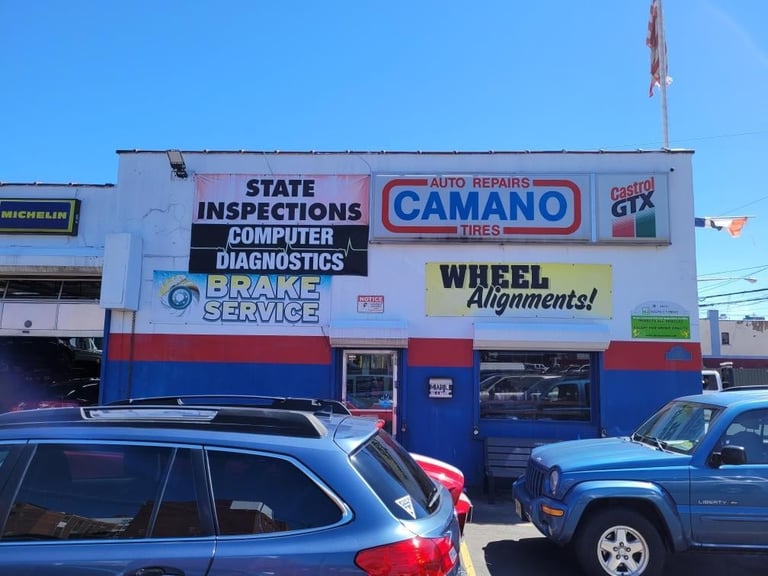 MICHELIN
STATE
INSPECTIONS
COMPUTER
DIAGNOSTICS
BRAKE
SERVICE
AUTO REPAIRS
CAMANO
TIRES
Castrol
GTX
WHEEL
Alignments!
NOTICE
LIBERTY